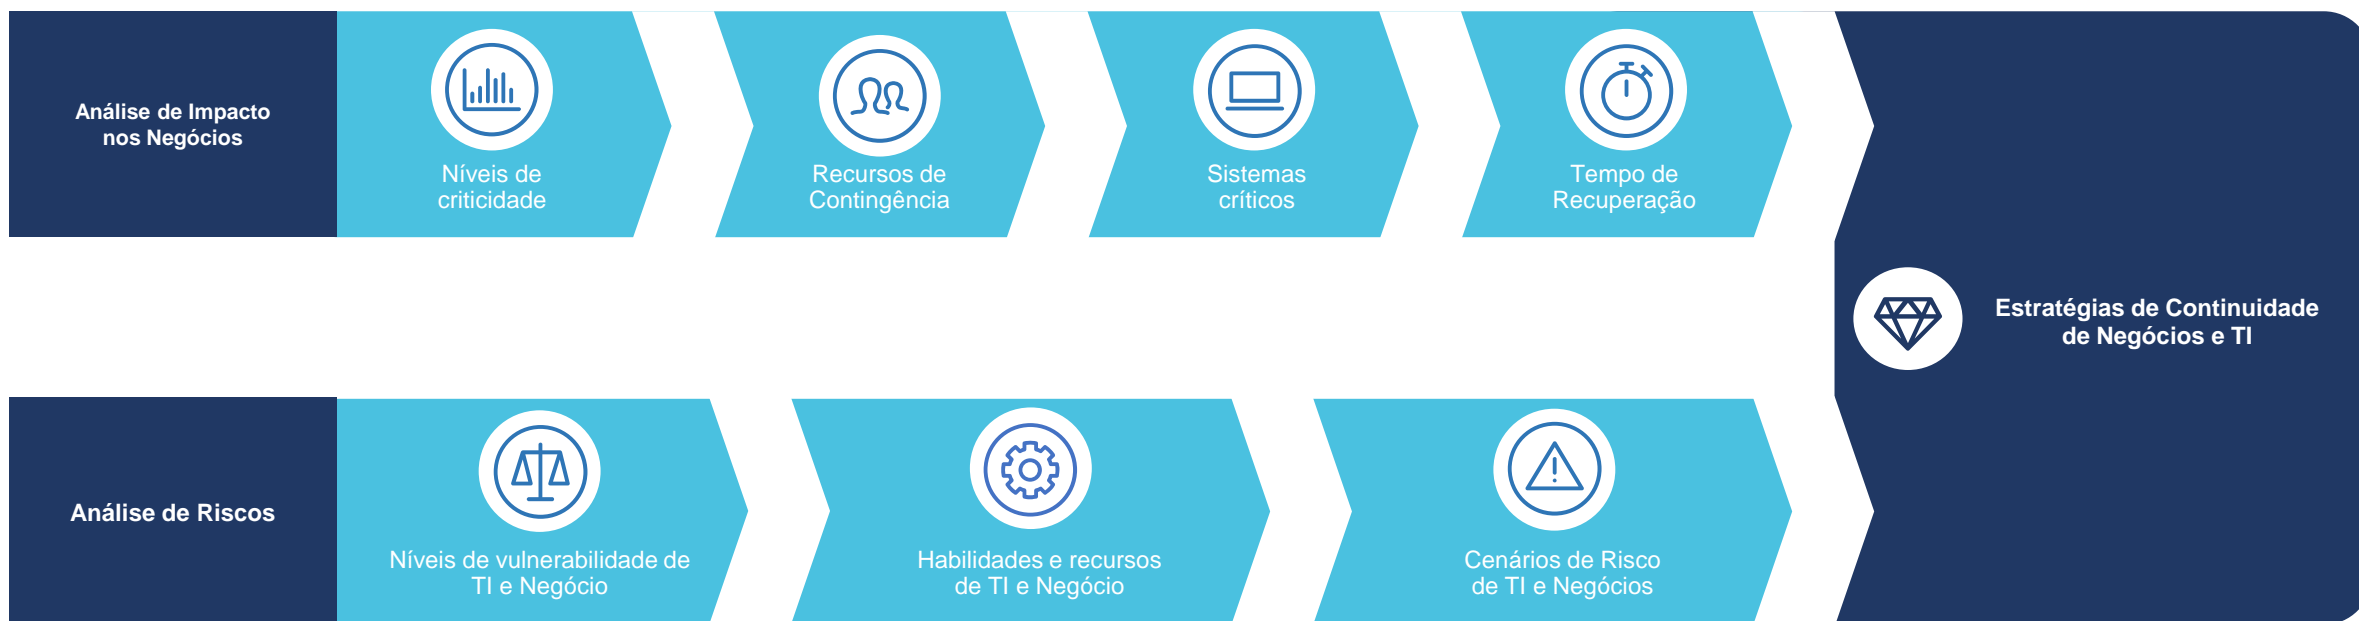 Análise de Impacto
nos Negócios
Níveis de
criticidade
Recursos de
Contingência
Sistemas
críticos
Tempo de
Recuperação
Estratégias de Continuidade
de Negócios e TI
Análise de Riscos
Níveis de vulnerabilidade de
TI e Negócio
Habilidades e recursos
de TI e Negócio
Cenários de Risco
de TI e Negócios